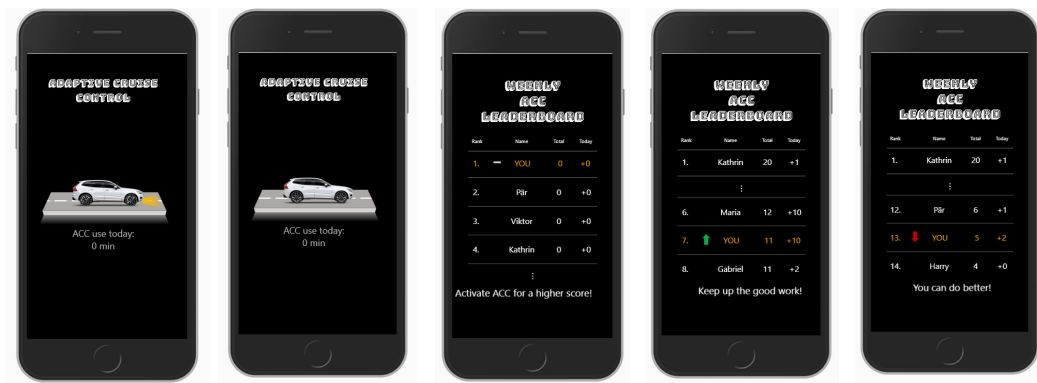 ADAPTIVE CRUISE
CONTROL
ACC use today:
0 min
ADAPTIVE CRUISE
CONTROL
ACC use today:
0 min
WEEKLY
ACC
LEADERBOARD
Rank Name Total Today
1. YOU 0 +0
2. Pär 0 +0
3. Viktor 0 +0
4. Kathrin 0 +0
⋮
Activate ACC for a higher score!
WEEKLY
ACC
LEADERBOARD
Rank Name Total Today
1. Kathrin 20 +1
⋮
6. Maria 12 +10
7. YOU 11 +10
8. Gabriel 11 +2
Keep up the good work!
WEEKLY
ACC
LEADERBOARD
Rank Name Total Today
1. Kathrin 20 +1
⋮
12. Pär 6 +1
13. YOU 5 +2
14. Harry 4 +0
You can do better!